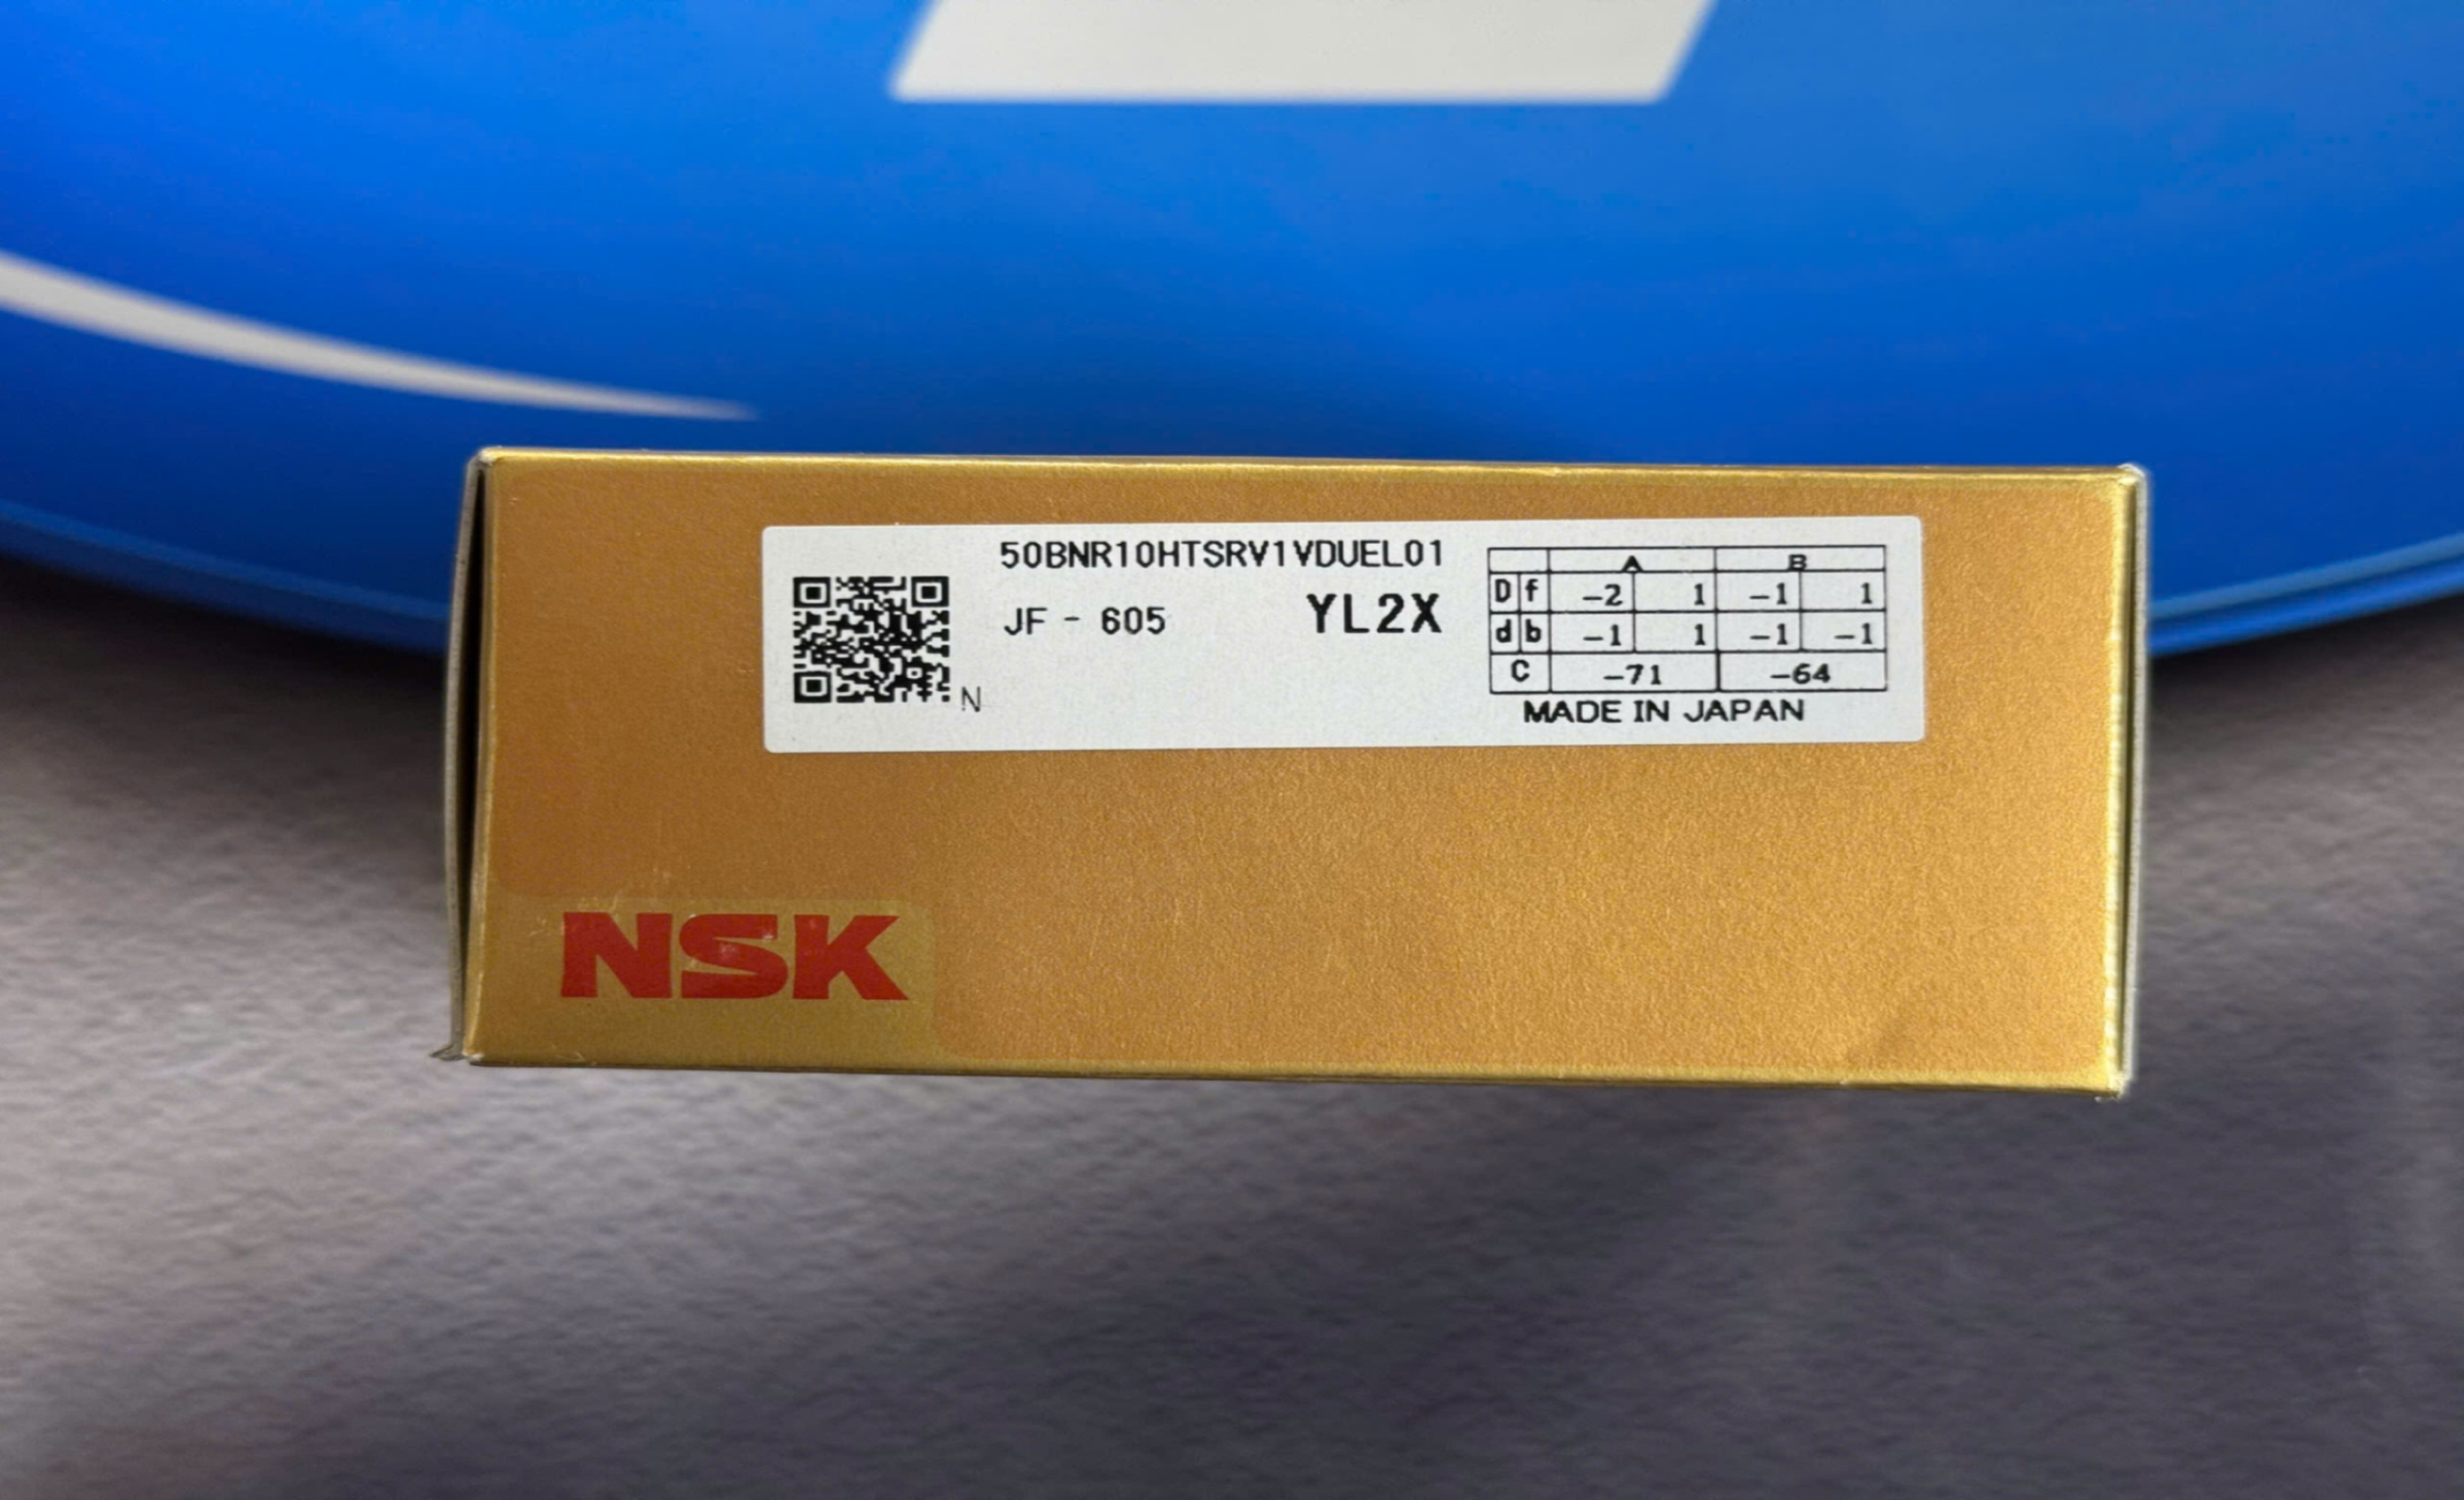 50BNR10HTSRV1VDUEL01
JF - 605 YL2X
N
A B
D f -2 1 -1 1
d b -1 1 -1 -1
C -71 -64
MADE IN JAPAN
NSK